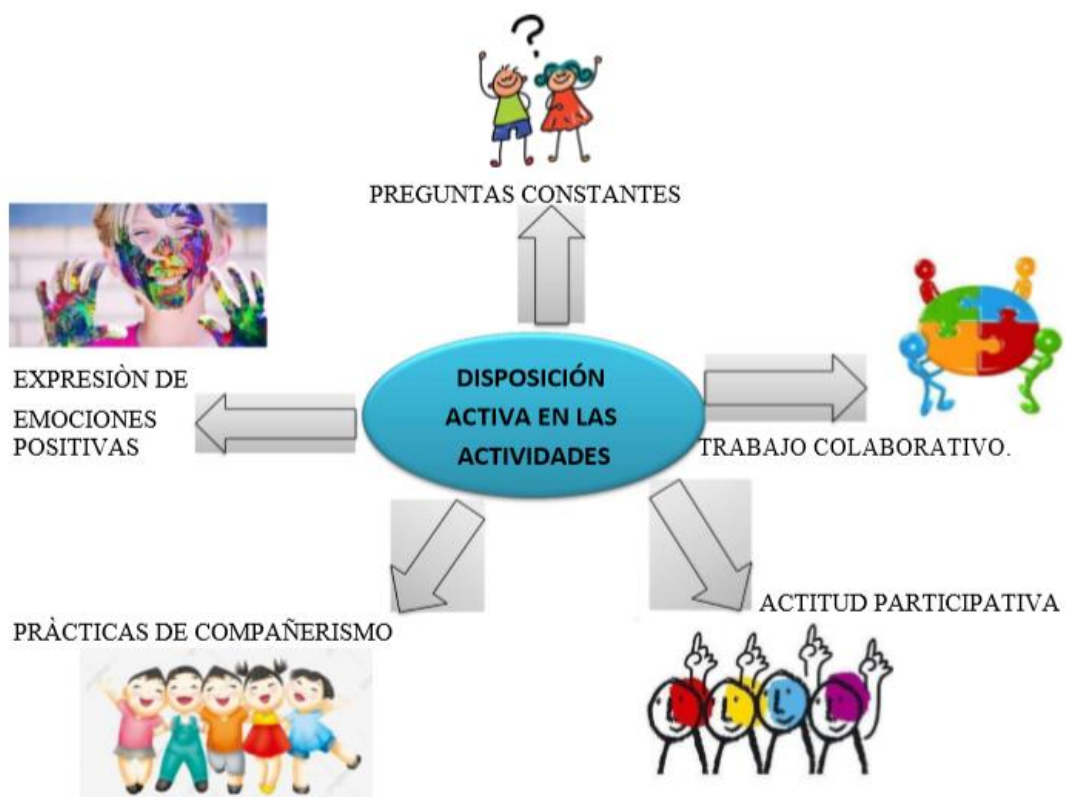 ?
PREGUNTAS CONSTANTES
EXPRESIÒN DE
EMOCIONES
POSITIVAS
DISPOSICIÓN
ACTIVA EN LAS
ACTIVIDADES
TRABAJO COLABORATIVO.
PRÀCTICAS DE COMPAÑERISMO
ACTITUD PARTICIPATIVA